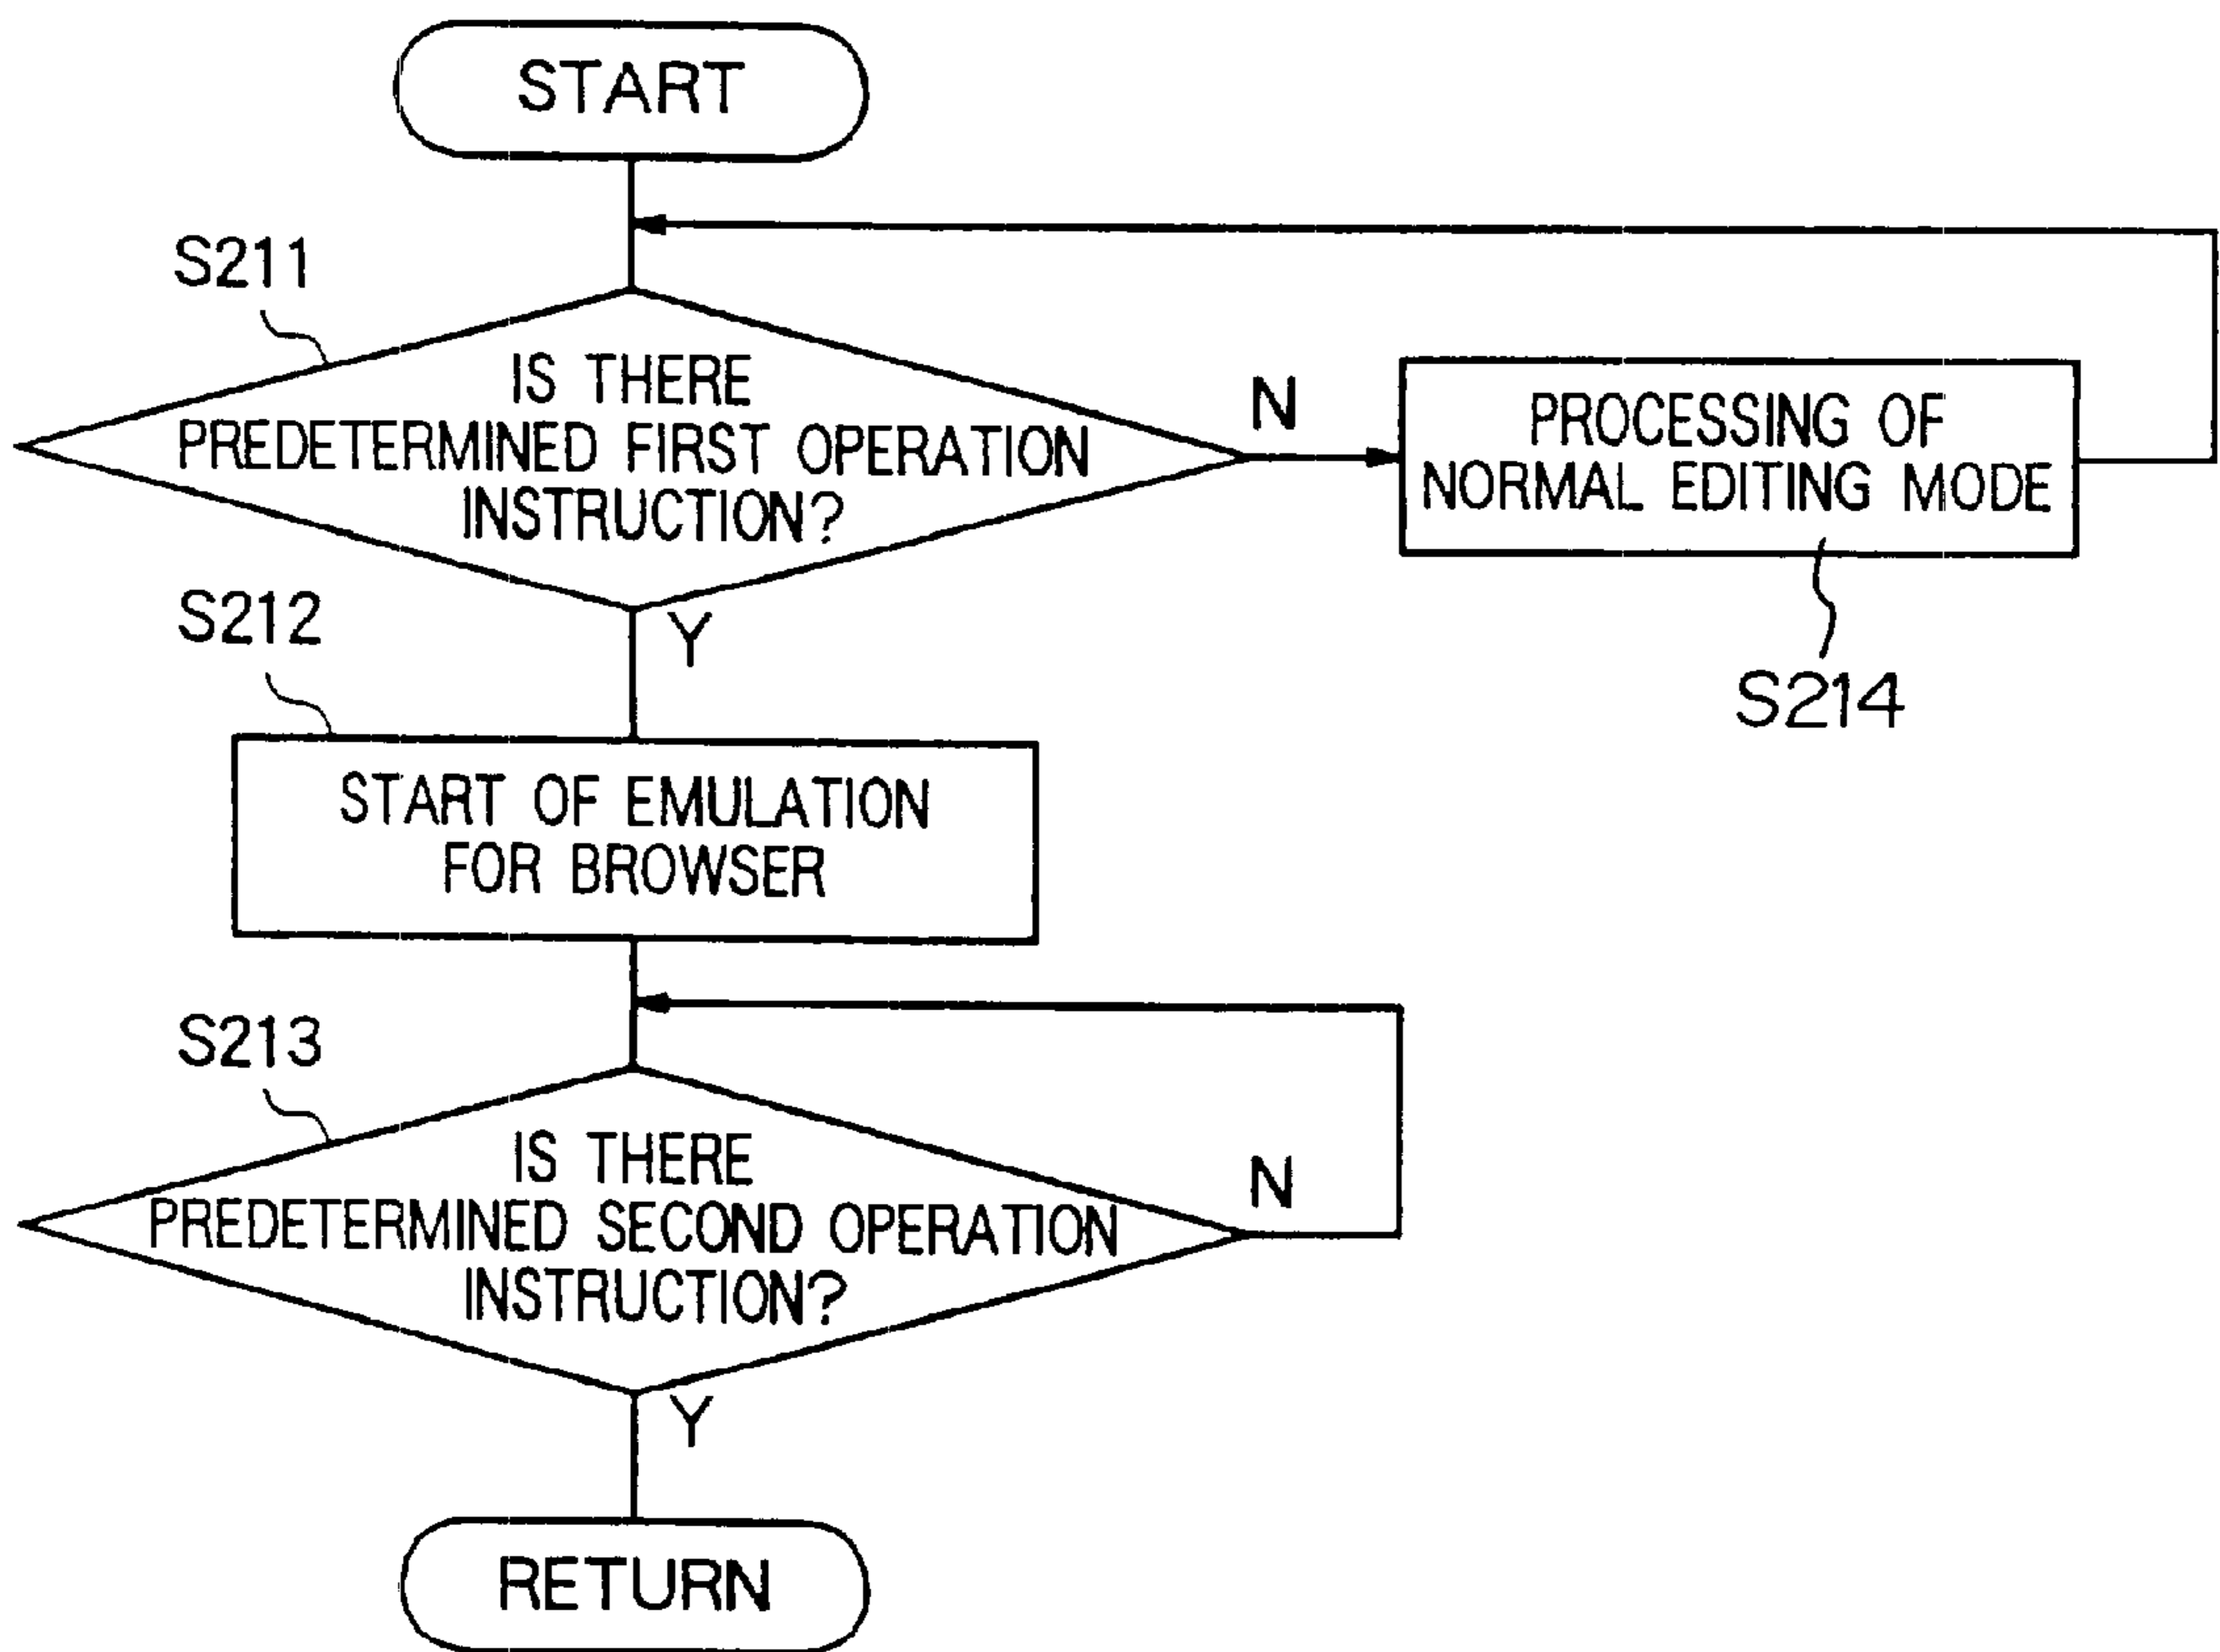 START
S211
IS THERE
PREDETERMINED FIRST OPERATION
INSTRUCTION?
N
PROCESSING OF
NORMAL EDITING MODE
S214
Y
S212
START OF EMULATION
FOR BROWSER
S213
IS THERE
PREDETERMINED SECOND OPERATION
INSTRUCTION?
N
Y
RETURN